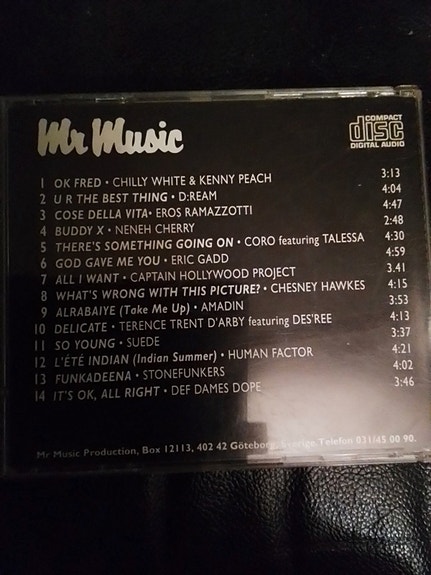 Mr Music
COMPACT
disc
DIGITAL AUDIO
1 OK FRED • CHILLY WHITE & KENNY PEACH 3:13
2 U R THE BEST THING • D:REAM 4:04
3 COSE DELLA VITA • EROS RAMAZZOTTI 4:47
4 BUDDY X • NENEH CHERRY 2:48
5 THERE'S SOMETHING GOING ON • CORO featuring TALESSA 4:30
6 GOD GAVE ME YOU • ERIC GADD 4:59
7 ALL I WANT • CAPTAIN HOLLYWOOD PROJECT 3.41
8 WHAT'S WRONG WITH THIS PICTURE? • CHESNEY HAWKES 4:15
9 ALRABAIYE (Take Me Up) • AMADIN 3:53
10 DELICATE • TERENCE TRENT D'ARBY featuring DES'REE 4:13
11 SO YOUNG • SUEDE 3:37
12 L'ÉTÉ INDIAN (Indian Summer) • HUMAN FACTOR 4:21
13 FUNKADEENA • STONEFUNKERS 4:02
14 IT'S OK, ALL RIGHT • DEF DAMES DOPE 3:46
Mr Music Production, Box 12113, 402 42 Göteborg, Sverige. Telefon 031/45 00 90.